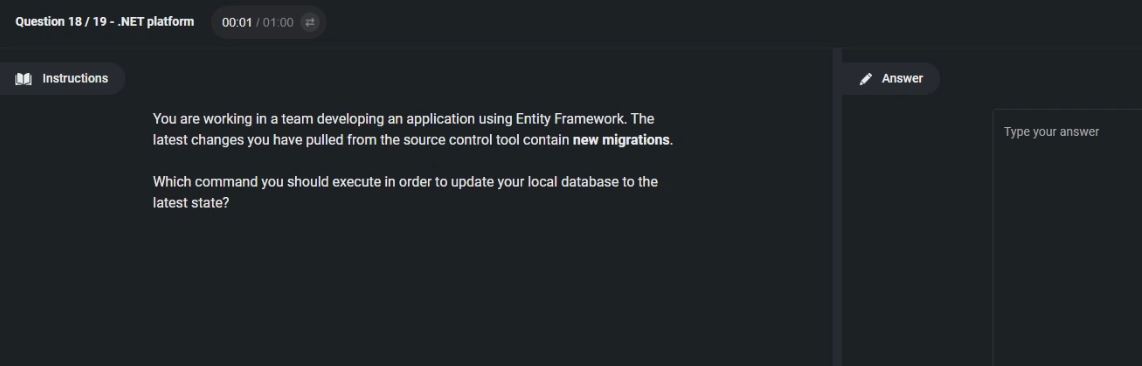 Question 18 / 19 - .NET platform
00:01 / 01:00
Instructions
Answer
You are working in a team developing an application using Entity Framework. The
latest changes you have pulled from the source control tool contain new migrations.
Which command you should execute in order to update your local database to the
latest state?
Type your answer